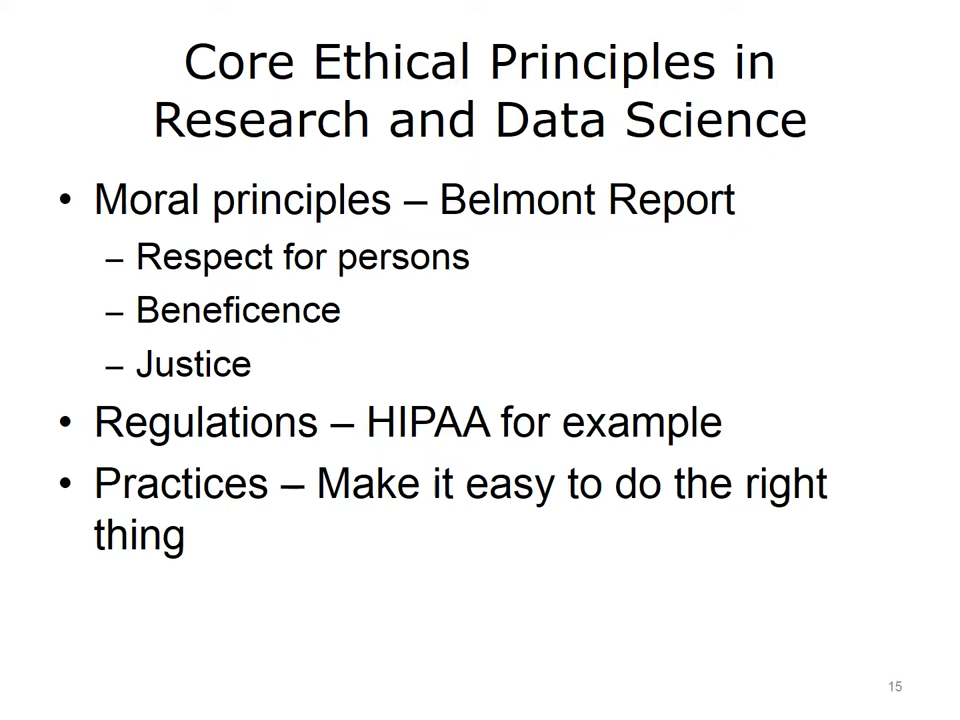 Core Ethical Principles in
Research and Data Science
• Moral principles – Belmont Report
– Respect for persons
– Beneficence
– Justice
• Regulations – HIPAA for example
• Practices – Make it easy to do the right
thing
15